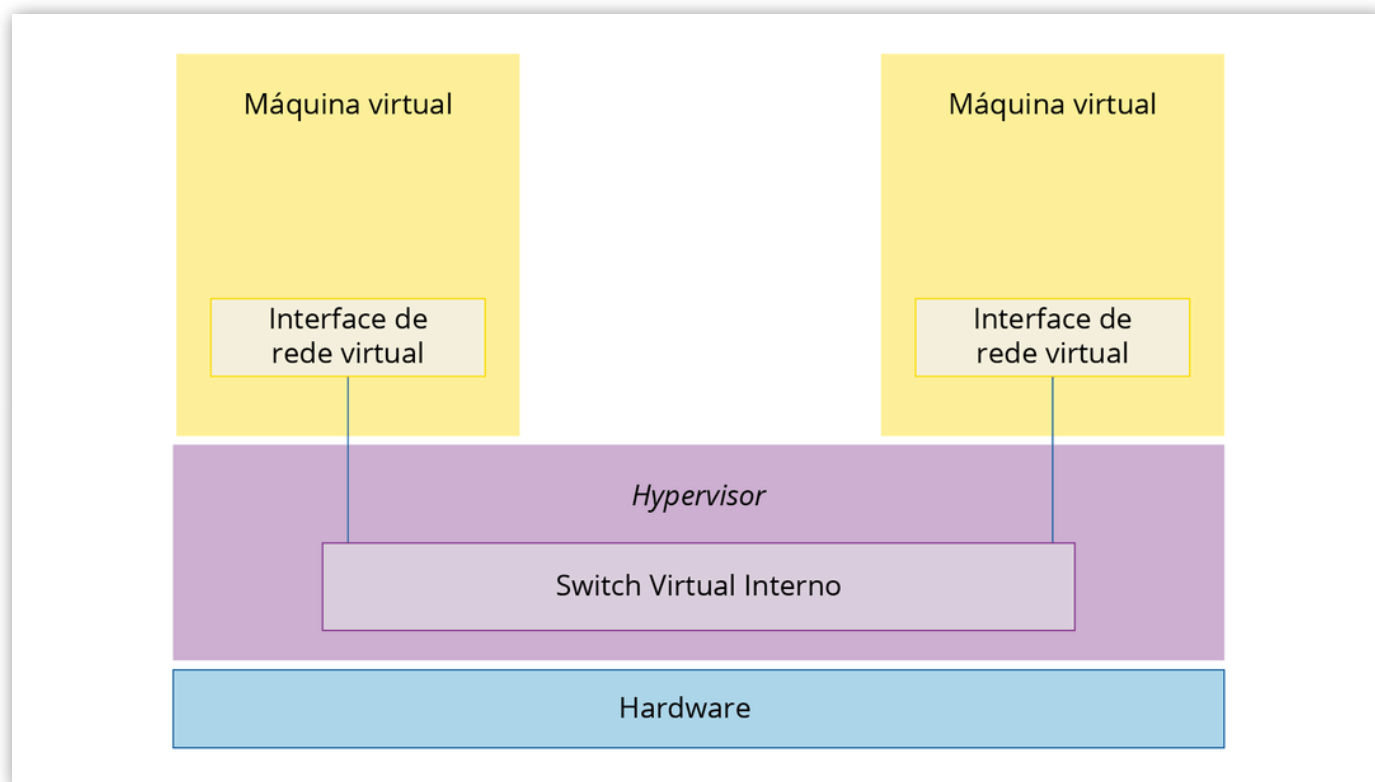 Máquina virtual
Máquina virtual
Interface de
rede virtual
Interface de
rede virtual
Hypervisor
Switch Virtual Interno
Hardware